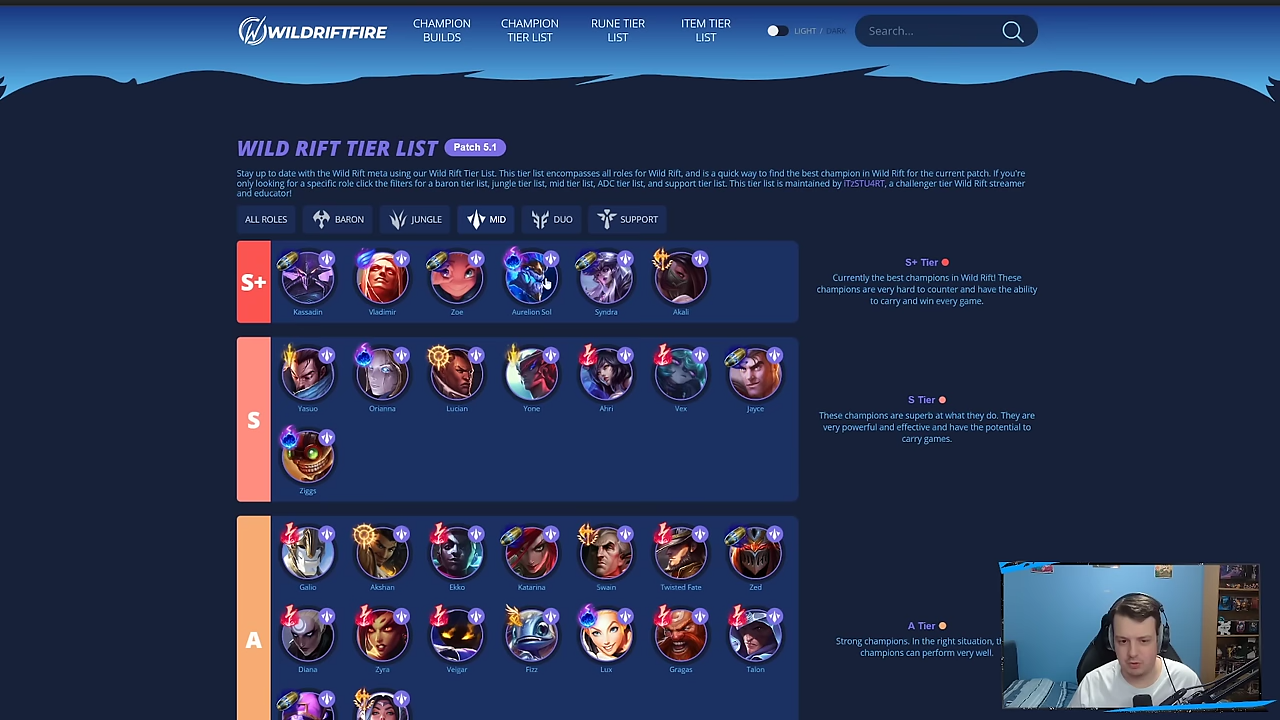 WILDRIFTFIRE
CHAMPION
BUILDS
CHAMPION
TIER LIST
RUNE TIER
LIST
ITEM TIER
LIST
LIGHT / DARK
Search...
WILD RIFT TIER LIST
Patch 5.1
Stay up to date with the Wild Rift meta using our Wild Rift Tier List. This tier list encompasses all roles for Wild Rift, and is a quick way to find the best champion in Wild Rift for the current patch. If you're
only looking for a specific role click the filters for a baron tier list, jungle tier list, mid tier list, ADC tier list, and support tier list. This tier list is maintained by iTzSTU4RT, a challenger tier Wild Rift streamer
and educator!
ALL ROLES
BARON
JUNGLE
MID
DUO
SUPPORT
S+
Kassadin
Vladimir
Zoe
Aurelion Sol
Syndra
Akali
S+ Tier
Currently the best champions in Wild Rift! These
champions are very hard to counter and have the ability
to carry and win every game.
S
Yasuo
Orianna
Lucian
Yone
Ahri
Vex
Jayce
Ziggs
S Tier
These champions are superb at what they do. They are
very powerful and effective and have the potential to
carry games.
A
Galio
Akshan
Ekko
Katarina
Swain
Twisted Fate
Zed
Diana
Zyra
Veigar
Fizz
Lux
Gragas
Talon
A Tier
Strong champions. In the right situation,
champions can perform very well.